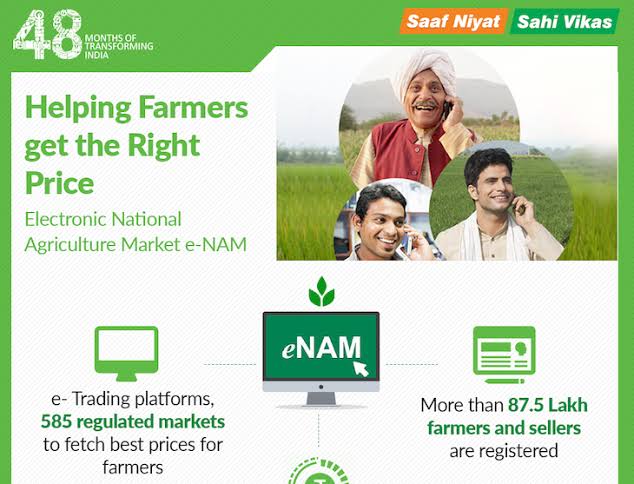 48 MONTHS OF
TRANSFORMING
INDIA
Saaf Niyat Sahi Vikas
Helping Farmers
get the Right
Price
Electronic National
Agriculture Market e-NAM
eNAM
e- Trading platforms,
585 regulated markets
to fetch best prices for
farmers
More than 87.5 Lakh
farmers and sellers
are registered